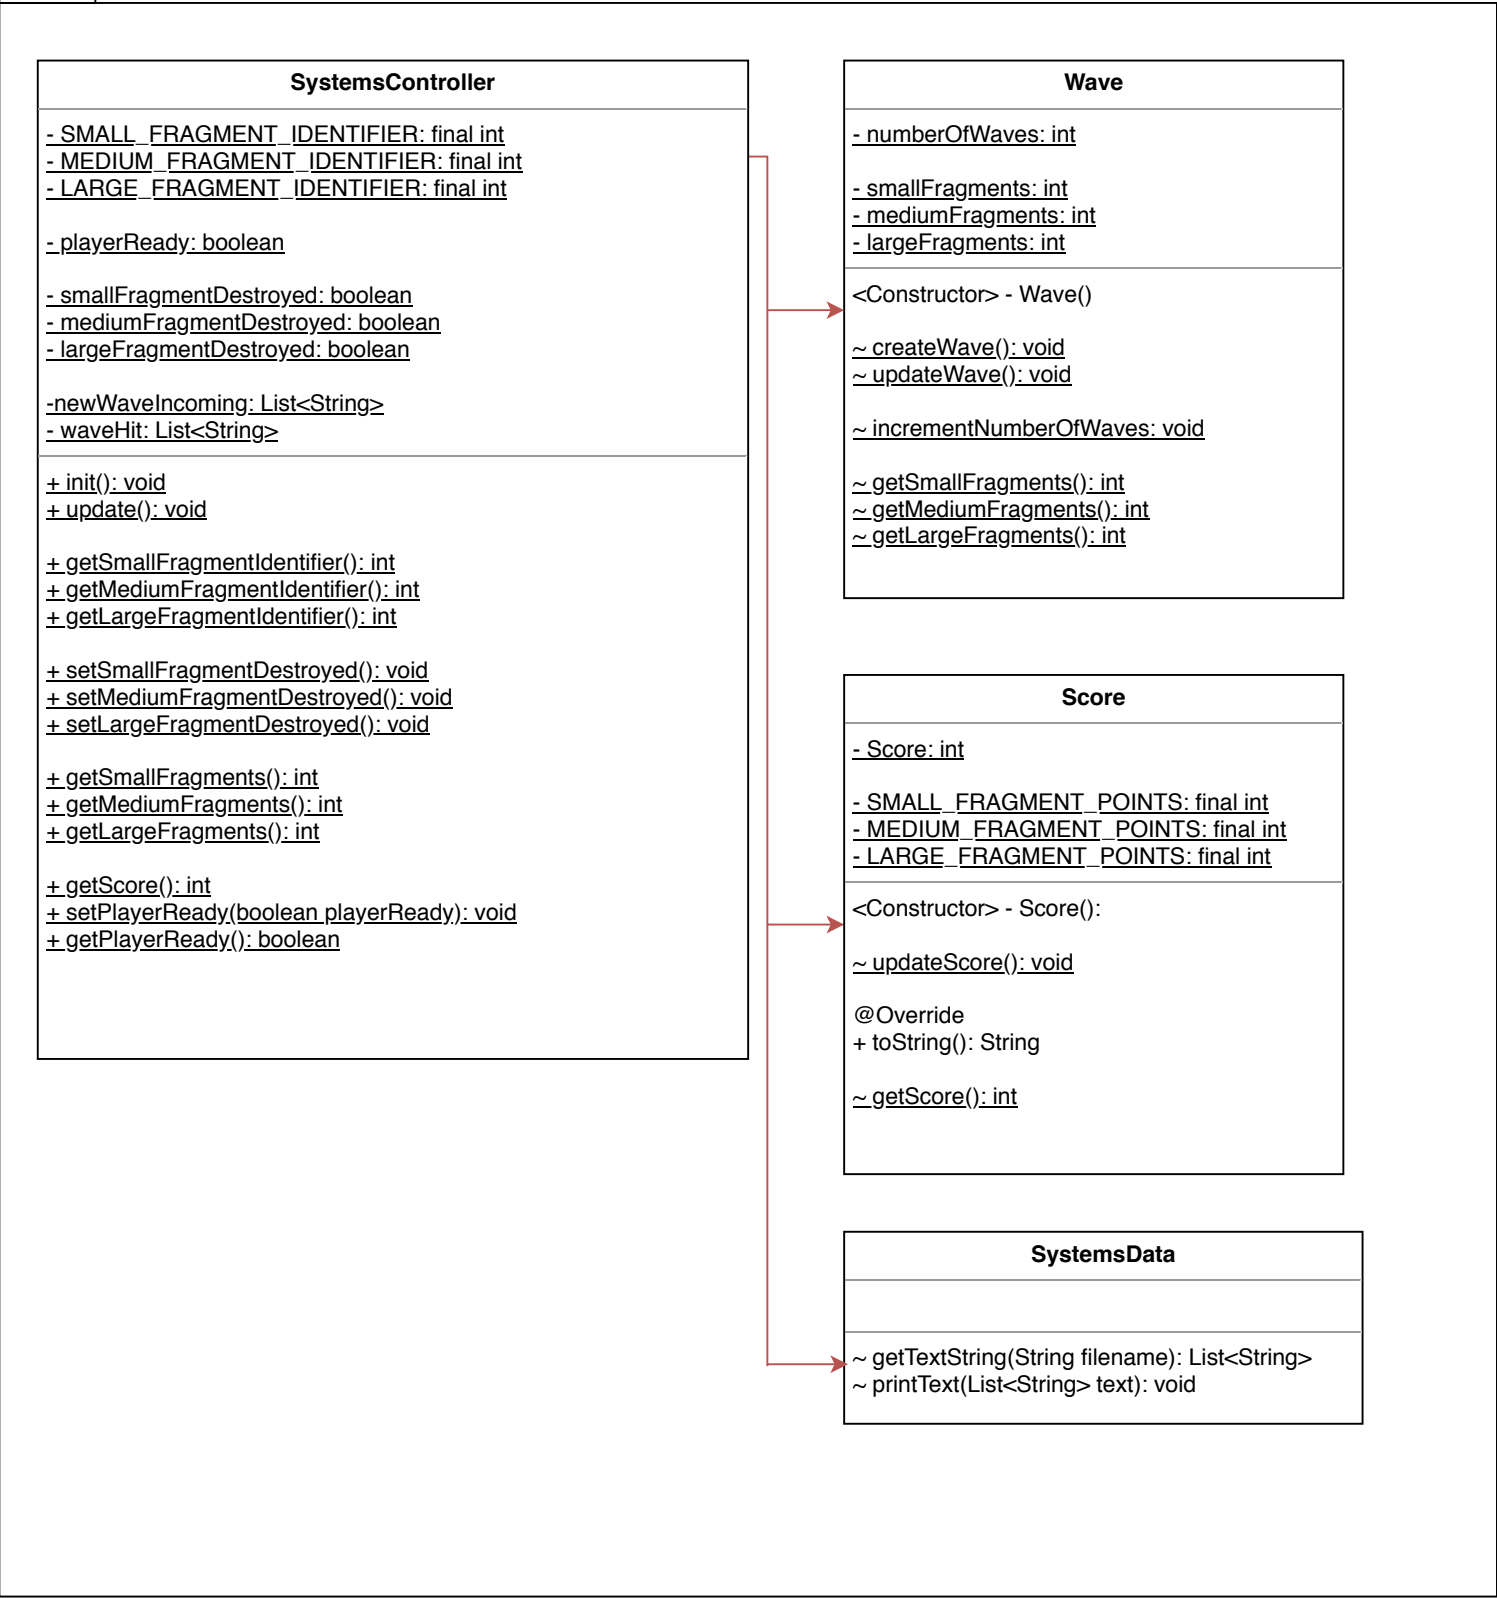 SystemsController
- SMALL_FRAGMENT_IDENTIFIER: final int
- MEDIUM_FRAGMENT_IDENTIFIER: final int
- LARGE_FRAGMENT_IDENTIFIER: final int
- playerReady: boolean
- smallFragmentDestroyed: boolean
- mediumFragmentDestroyed: boolean
- largeFragmentDestroyed: boolean
-newWaveIncoming: List<String>
- waveHit: List<String>
+ init(): void
+ update(): void
+ getSmallFragmentIdentifier(): int
+ getMediumFragmentIdentifier(): int
+ getLargeFragmentIdentifier(): int
+ setSmallFragmentDestroyed(): void
+ setMediumFragmentDestroyed(): void
+ setLargeFragmentDestroyed(): void
+ getSmallFragments(): int
+ getMediumFragments(): int
+ getLargeFragments(): int
+ getScore(): int
+ setPlayerReady(boolean playerReady): void
+ getPlayerReady(): boolean
Wave
- numberOfWaves: int
- smallFragments: int
- mediumFragments: int
- largeFragments: int
<Constructor> - Wave()
~ createWave(): void
~ updateWave(): void
~ incrementNumberOfWaves: void
~ getSmallFragments(): int
~ getMediumFragments(): int
~ getLargeFragments(): int
Score
- Score: int
- SMALL_FRAGMENT_POINTS: final int
- MEDIUM_FRAGMENT_POINTS: final int
- LARGE_FRAGMENT_POINTS: final int
<Constructor> - Score():
~ updateScore(): void
@Override
+ toString(): String
~ getScore(): int
SystemsData
~ getTextString(String filename): List<String>
~ printText(List<String> text): void